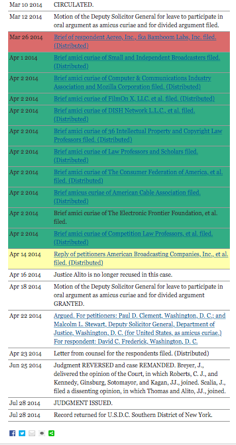 Mar 10 2014 CIRCULATED.
Mar 12 2014 Motion of the Deputy Solicitor General for leave to participate in
oral argument as amicus curiae and for divided argument filed.
Mar 26 2014 Brief of respondent Aereo, Inc., fka Bamboom Labs, Inc. filed.
(Distributed)
Apr 1 2014 Brief amici curiae of Small and Independent Broadcasters filed.
(Distributed)
Apr 2 2014 Brief amici curiae of Computer & Communications Industry
Association and Mozilla Corporation filed. (Distributed)
Apr 2 2014 Brief amici curiae of FilmOn X, LLC, et al. filed. (Distributed)
Apr 2 2014 Brief amici curiae of DISH Network L.L.C., et al. filed.
(Distributed)
Apr 2 2014 Brief amici curiae of 36 Intellectual Property and Copyright Law
Professors filed. (Distributed)
Apr 2 2014 Brief amici curiae of Law Professors and Scholars filed.
(Distributed)
Apr 2 2014 Brief amici curiae of The Consumer Federation of America, et al.
filed. (Distributed)
Apr 2 2014 Brief amicus curiae of American Cable Association filed.
(Distributed)
Apr 2 2014 Brief amici curiae of The Electronic Frontier Foundation, et al.
filed.
Apr 2 2014 Brief amici curiae of Competition Law Professors, et al. filed.
(Distributed)
Apr 14 2014 Reply of petitioners American Broadcasting Companies, Inc., et al.
filed. (Distributed)
Apr 16 2014 Justice Alito is no longer recused in this case.
Apr 18 2014 Motion of the Deputy Solicitor General for leave to participate in
oral argument as amicus curiae and for divided argument
GRANTED.
Apr 22 2014 Argued. For petitioners: Paul D. Clement, Washington, D. C.; and
Malcolm L. Stewart, Deputy Solicitor General, Department of
Justice, Washington, D. C. (for United States, as amicus curiae.)
For respondent: David C. Frederick, Washington, D. C.
Apr 23 2014 Letter from counsel for the respondents filed. (Distributed)
Jun 25 2014 Judgment REVERSED and case REMANDED. Breyer, J.,
delivered the opinion of the Court, in which Roberts, C. J., and
Kennedy, Ginsburg, Sotomayor, and Kagan, JJ., joined. Scalia, J.,
filed a dissenting opinion, in which Thomas and Alito, JJ., joined.
Jul 28 2014 JUDGMENT ISSUED.
Jul 28 2014 Record returned for U.S.D.C. Southern District of New York.